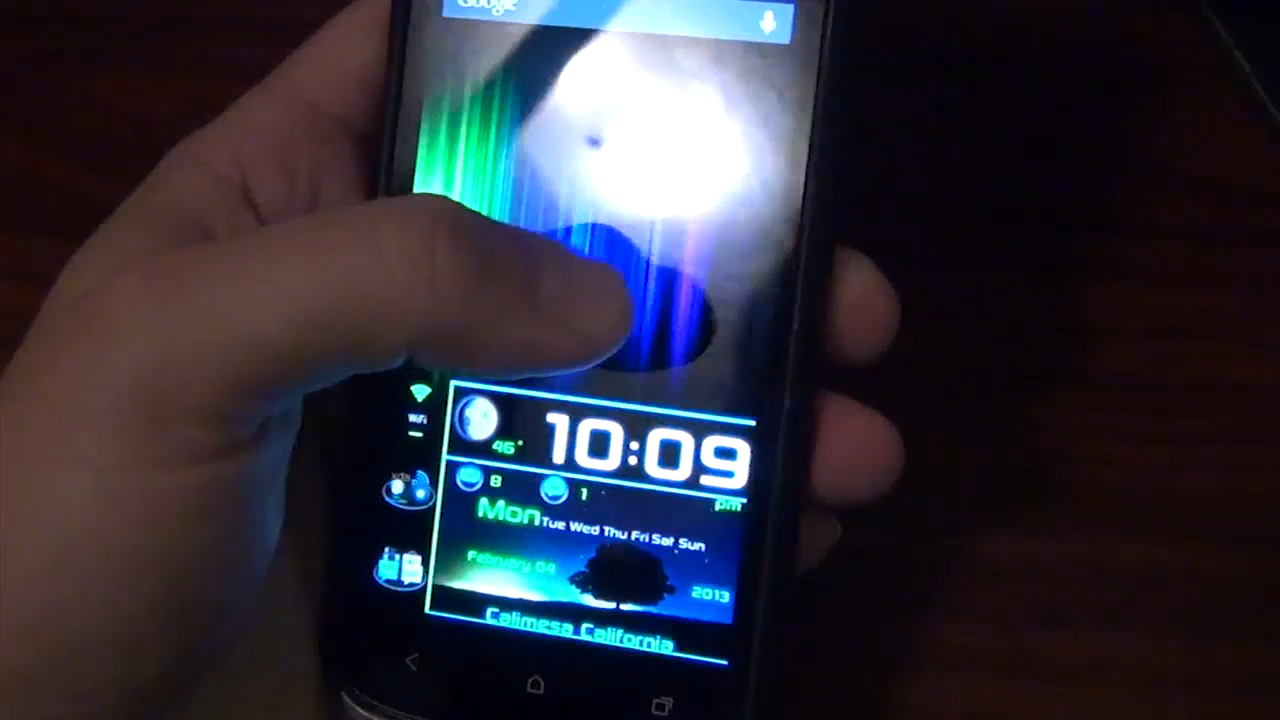 Google
WiFi
46°
10:09
8
1
pm
Mon Tue Wed Thu Fri Sat Sun
February 04
2013
Calimesa California